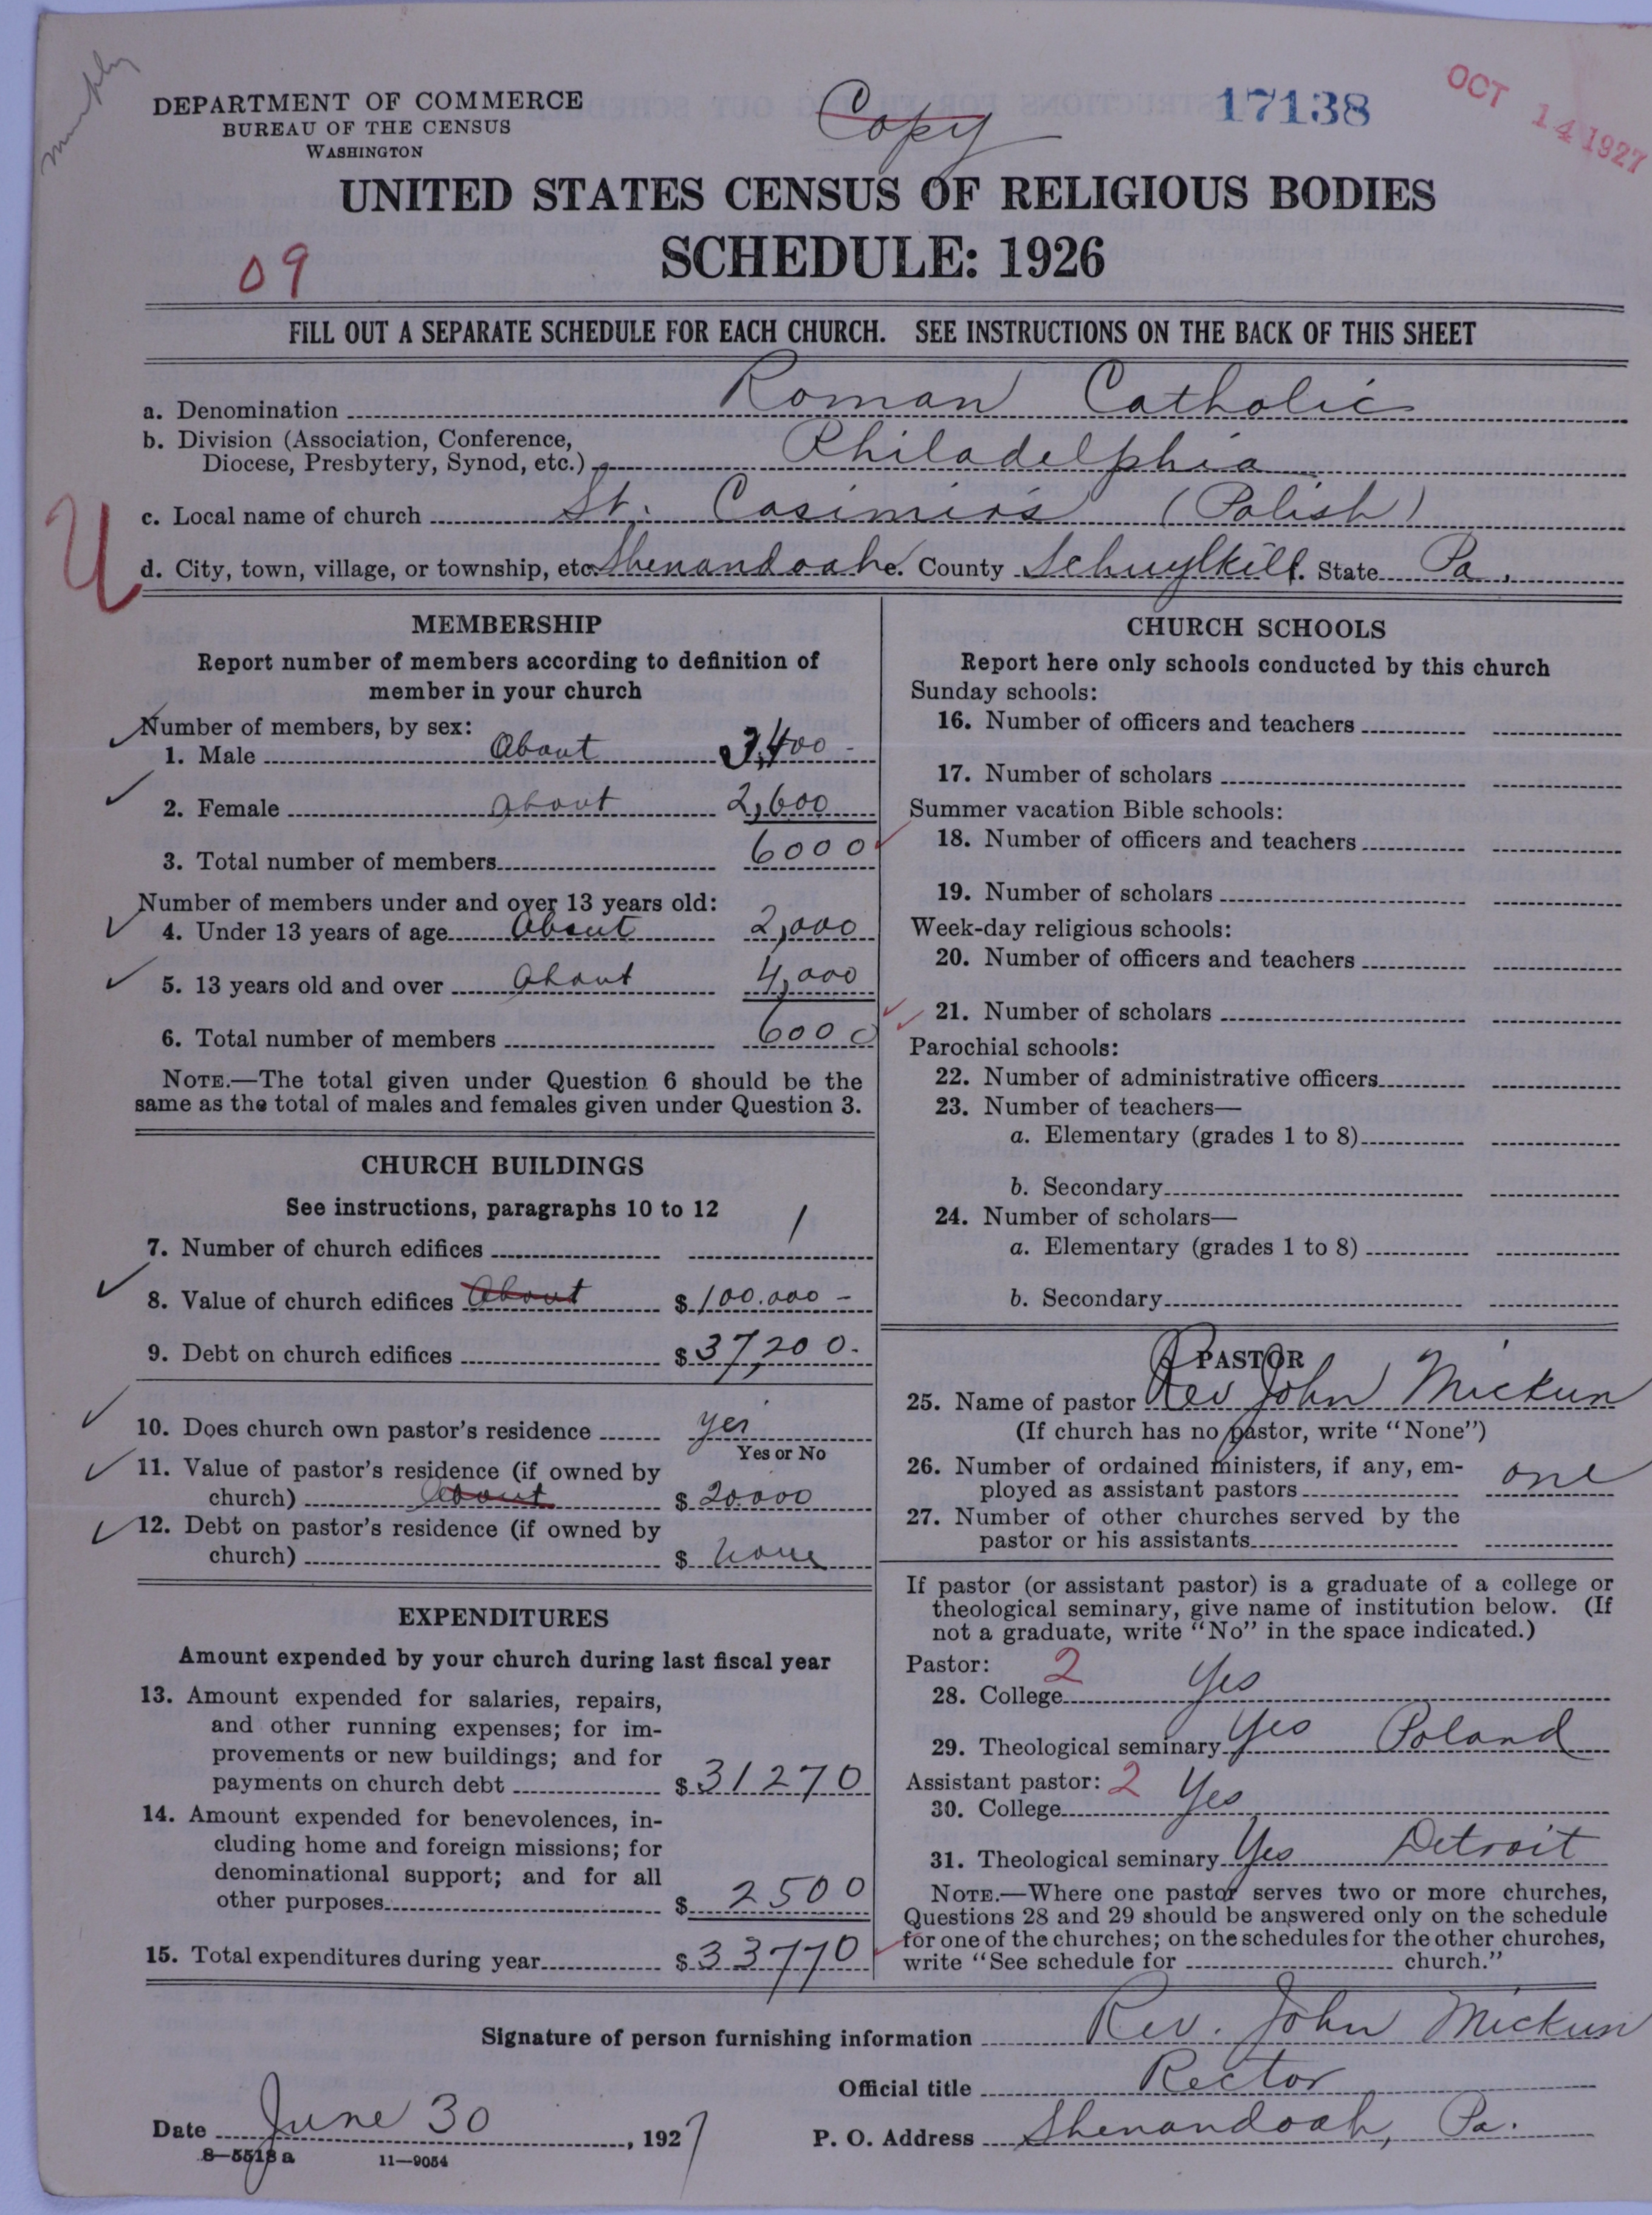 Murphy
DEPARTMENT OF COMMERCE
BUREAU OF THE CENSUS
WASHINGTON
Copy
17138
OCT 14 1927
UNITED STATES CENSUS OF RELIGIOUS BODIES
SCHEDULE: 1926
09
FILL OUT A SEPARATE SCHEDULE FOR EACH CHURCH. SEE INSTRUCTIONS ON THE BACK OF THIS SHEET
a. Denomination Roman Catholic
b. Division (Association, Conference,
Diocese, Presbytery, Synod, etc.) Philadelphia
c. Local name of church St. Casimirs (Polish)
U
d. City, town, village, or township, etc. Shenandoah. County Schuylkill. State Pa.
MEMBERSHIP
Report number of members according to definition of
member in your church
Number of members, by sex:
1. Male About 3,400 -
2. Female about 2,600
3. Total number of members 6000
Number of members under and over 13 years old:
4. Under 13 years of age About 2,000
5. 13 years old and over About 4,000
6. Total number of members 6000
NOTE.—The total given under Question 6 should be the
same as the total of males and females given under Question 3.
CHURCH BUILDINGS
See instructions, paragraphs 10 to 12
7. Number of church edifices 1
8. Value of church edifices About $100.000 -
9. Debt on church edifices $37,200.
10. Does church own pastor's residence yes
Yes or No
11. Value of pastor's residence (if owned by
church) About $20000
12. Debt on pastor's residence (if owned by
church) $ none
EXPENDITURES
Amount expended by your church during last fiscal year
13. Amount expended for salaries, repairs,
and other running expenses; for im-
provements or new buildings; and for
payments on church debt $31270
14. Amount expended for benevolences, in-
cluding home and foreign missions; for
denominational support; and for all
other purposes $2500
15. Total expenditures during year $33770
CHURCH SCHOOLS
Report here only schools conducted by this church
Sunday schools:
16. Number of officers and teachers
17. Number of scholars
Summer vacation Bible schools:
18. Number of officers and teachers
19. Number of scholars
Week-day religious schools:
20. Number of officers and teachers
21. Number of scholars
Parochial schools:
22. Number of administrative officers
23. Number of teachers—
a. Elementary (grades 1 to 8)
b. Secondary
24. Number of scholars—
a. Elementary (grades 1 to 8)
b. Secondary
PASTOR
25. Name of pastor Rev John Mickun
(If church has no pastor, write "None")
26. Number of ordained ministers, if any, em-
ployed as assistant pastors one
27. Number of other churches served by the
pastor or his assistants
If pastor (or assistant pastor) is a graduate of a college or
theological seminary, give name of institution below. (If
not a graduate, write "No" in the space indicated.)
Pastor: 2
28. College Yes
29. Theological seminary Yes Poland
Assistant pastor: 2
30. College Yes
31. Theological seminary Yes Detroit
NOTE.—Where one pastor serves two or more churches,
Questions 28 and 29 should be answered only on the schedule
for one of the churches; on the schedules for the other churches,
write "See schedule for church."
Signature of person furnishing information Rev. John Mickun
Official title Rector
Date June 30, 1927
P. O. Address Shenandoah, Pa.
8—5518 a
11—9054